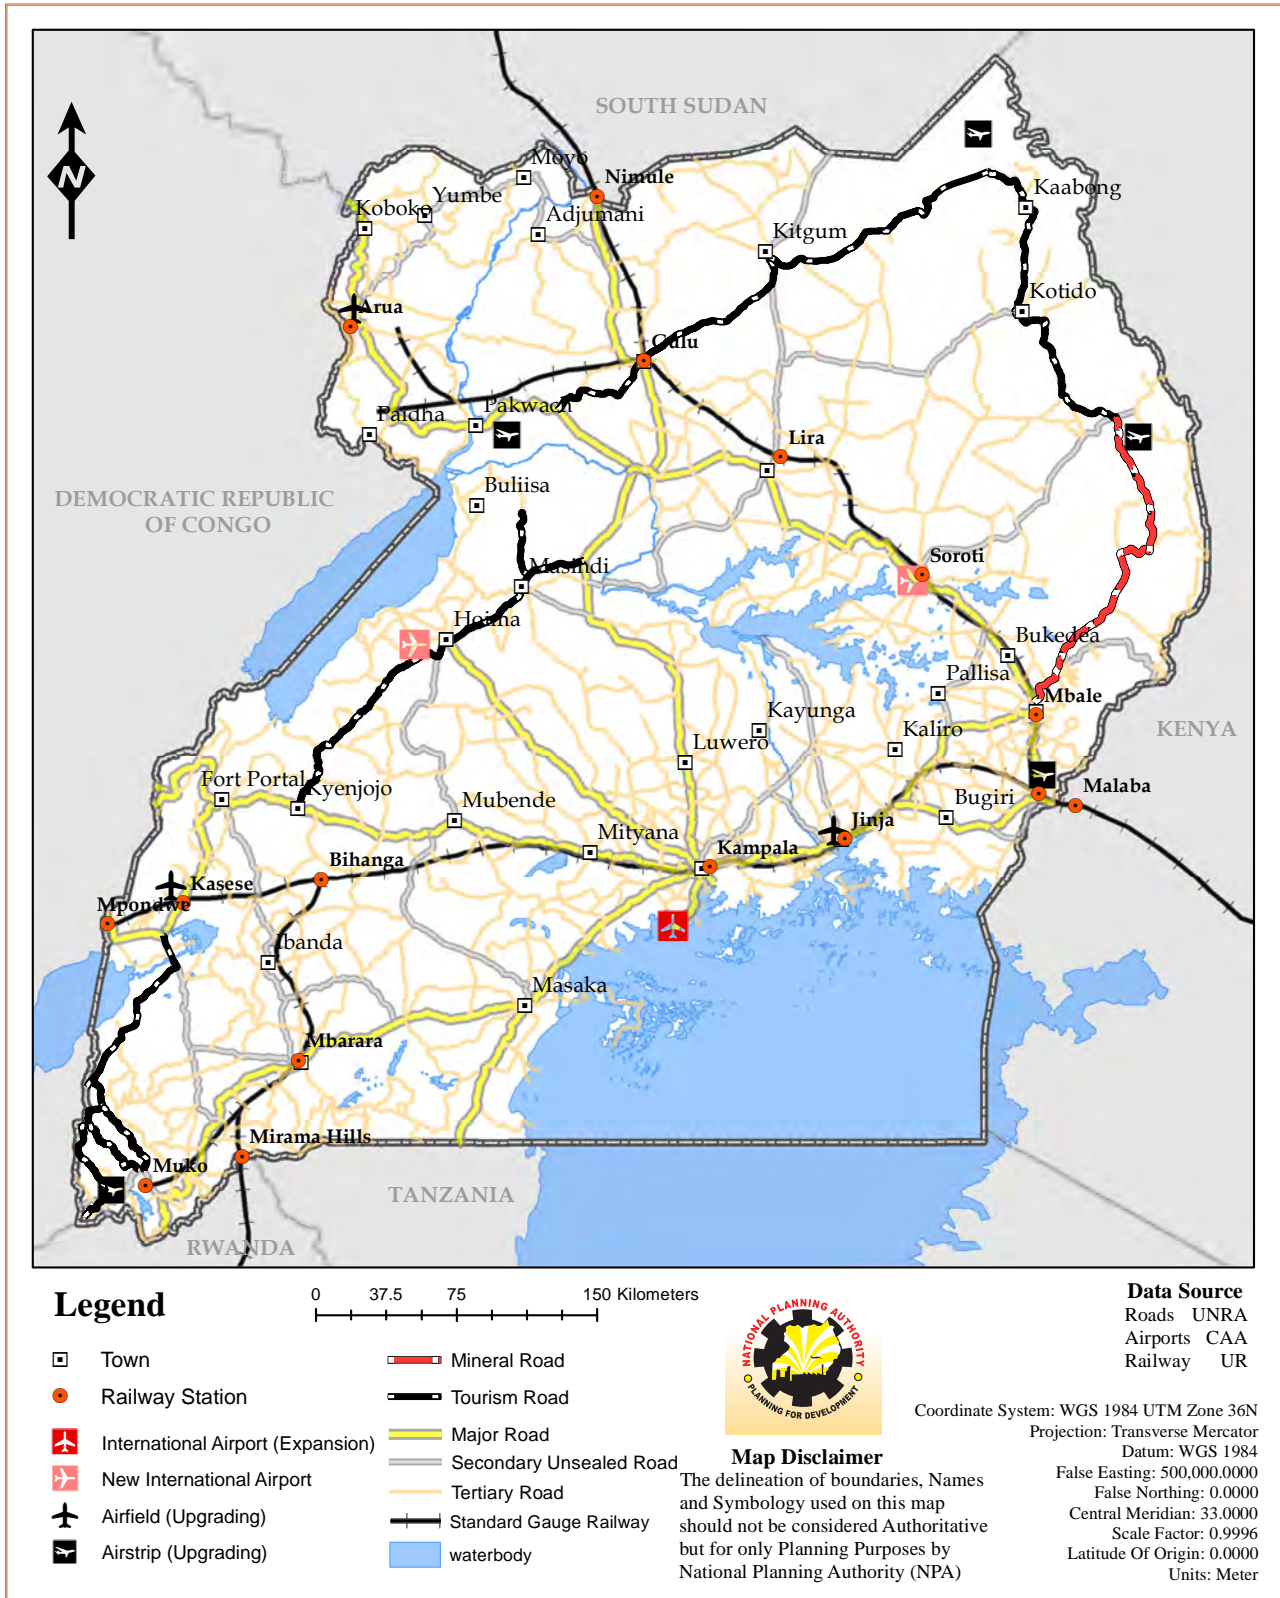 SOUTH SUDAN
Moyo
Nimule
Yumbe
Kaabong
Koboko
Adjumani
Kitgum
Kotido
Arua
Gulu
Paidha
Pakwach
Lira
Buliisa
DEMOCRATIC REPUBLIC
OF CONGO
Soroti
Masindi
Hoima
Bukedea
Pallisa
Mbale
Kayunga
Kaliro
KENYA
Luwero
Fort Portal
Kyenjojo
Malaba
Mubende
Bugiri
Jinja
Mityana
Kampala
Bihanga
Kasese
Mpondwe
Ibanda
Masaka
Mbarara
Mirama Hills
Muko
TANZANIA
RWANDA
N
Legend
Town
Railway Station
International Airport (Expansion)
New International Airport
Airfield (Upgrading)
Airstrip (Upgrading)
0 37.5 75 150 Kilometers
Mineral Road
Tourism Road
Major Road
Secondary Unsealed Road
Tertiary Road
Standard Gauge Railway
waterbody
NATIONAL PLANNING AUTHORITY
PLANNING FOR DEVELOPMENT
Map Disclaimer
The delineation of boundaries, Names
and Symbology used on this map
should not be considered Authoritative
but for only Planning Purposes by
National Planning Authority (NPA)
Data Source
Roads UNRA
Airports CAA
Railway UR
Coordinate System: WGS 1984 UTM Zone 36N
Projection: Transverse Mercator
Datum: WGS 1984
False Easting: 500,000.0000
False Northing: 0.0000
Central Meridian: 33.0000
Scale Factor: 0.9996
Latitude Of Origin: 0.0000
Units: Meter